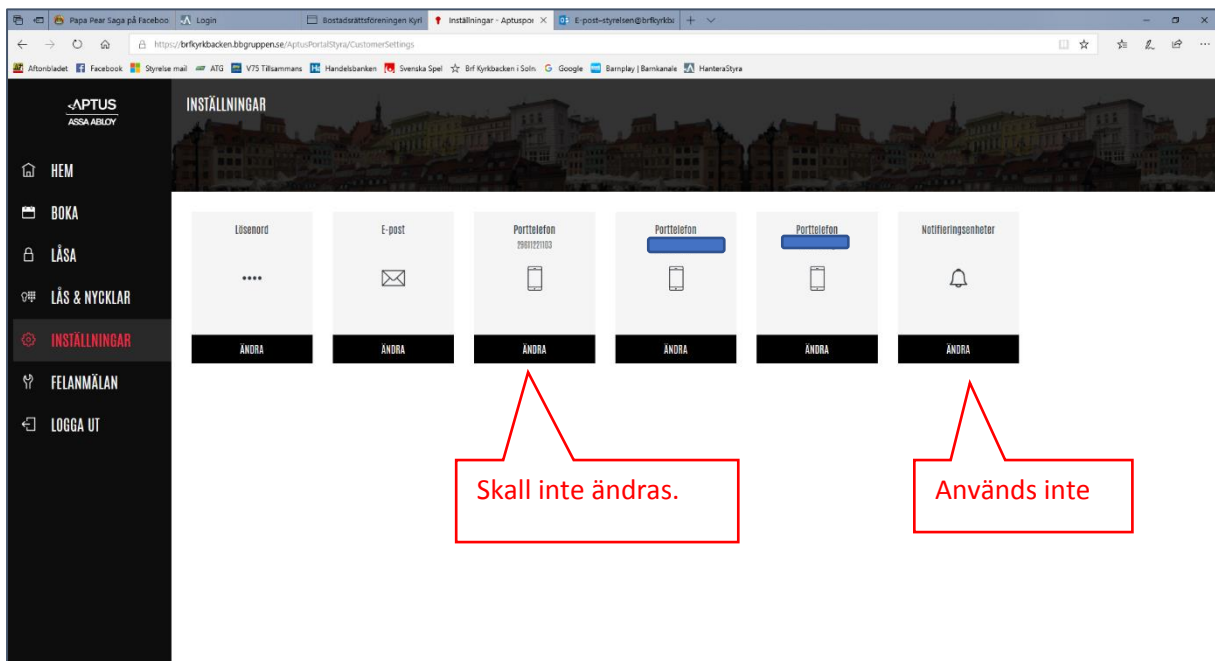 Papa Pear Saga på Faceboo
Login
Bostadsrättsföreningen Kyrl
Inställningar - Aptuspor
E-post-styrelsen@brfkyrkba
https://brfkyrkbacken.bbgruppen.se/AptusPortalStyra/CustomerSettings
Aftonbladet Facebook Styrelse mail ATG V75 Tillsammans Handelsbanken Svenska Spel Brf Kyrkbacken i Soln Google Barnplay | Barnkanale HanteraStyra
APTUS
ASSA ABLOY
HEM
BOKA
LÅSA
LÅS & NYCKLAR
INSTÄLLNINGAR
FELANMÄLAN
LOGGA UT
INSTÄLLNINGAR
Lösenord
ÄNDRA
E-post
ÄNDRA
Porttelefon
ÄNDRA
Porttelefon
ÄNDRA
Porttelefon
ÄNDRA
Notifieringsenheter
ÄNDRA
Skall inte ändras.
Används inte